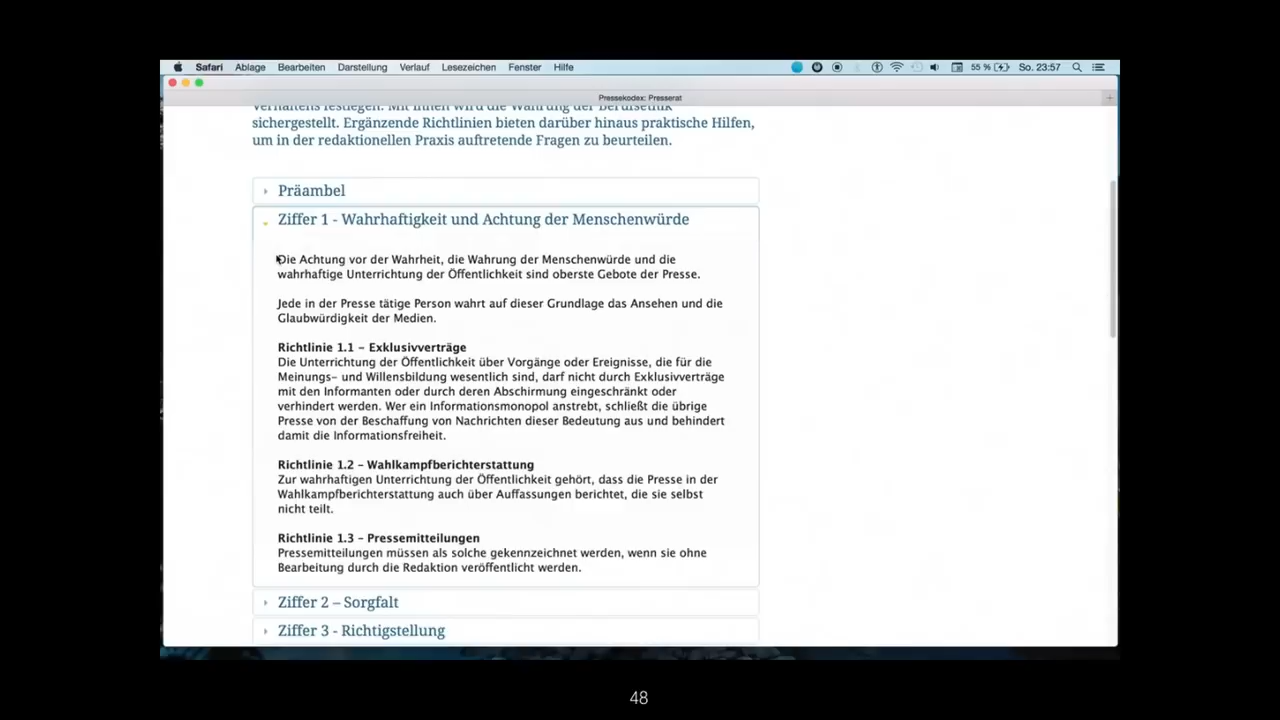 Safari Ablage Bearbeiten Darstellung Verlauf Lesezeichen Fenster Hilfe 55 % So. 23:57
Pressekodex: Presserat
Verhaltens festlegen. Mit ihnen wird die Wahrung der Berufsethik
sichergestellt. Ergänzende Richtlinien bieten darüber hinaus praktische Hilfen,
um in der redaktionellen Praxis auftretende Fragen zu beurteilen.
Präambel
Ziffer 1 - Wahrhaftigkeit und Achtung der Menschenwürde
Die Achtung vor der Wahrheit, die Wahrung der Menschenwürde und die
wahrhaftige Unterrichtung der Öffentlichkeit sind oberste Gebote der Presse.
Jede in der Presse tätige Person wahrt auf dieser Grundlage das Ansehen und die
Glaubwürdigkeit der Medien.
Richtlinie 1.1 – Exklusivverträge
Die Unterrichtung der Öffentlichkeit über Vorgänge oder Ereignisse, die für die
Meinungs- und Willensbildung wesentlich sind, darf nicht durch Exklusivverträge
mit den Informanten oder durch deren Abschirmung eingeschränkt oder
verhindert werden. Wer ein Informationsmonopol anstrebt, schließt die übrige
Presse von der Beschaffung von Nachrichten dieser Bedeutung aus und behindert
damit die Informationsfreiheit.
Richtlinie 1.2 – Wahlkampfberichterstattung
Zur wahrhaftigen Unterrichtung der Öffentlichkeit gehört, dass die Presse in der
Wahlkampfberichterstattung auch über Auffassungen berichtet, die sie selbst
nicht teilt.
Richtlinie 1.3 – Pressemitteilungen
Pressemitteilungen müssen als solche gekennzeichnet werden, wenn sie ohne
Bearbeitung durch die Redaktion veröffentlicht werden.
Ziffer 2 – Sorgfalt
Ziffer 3 - Richtigstellung
48